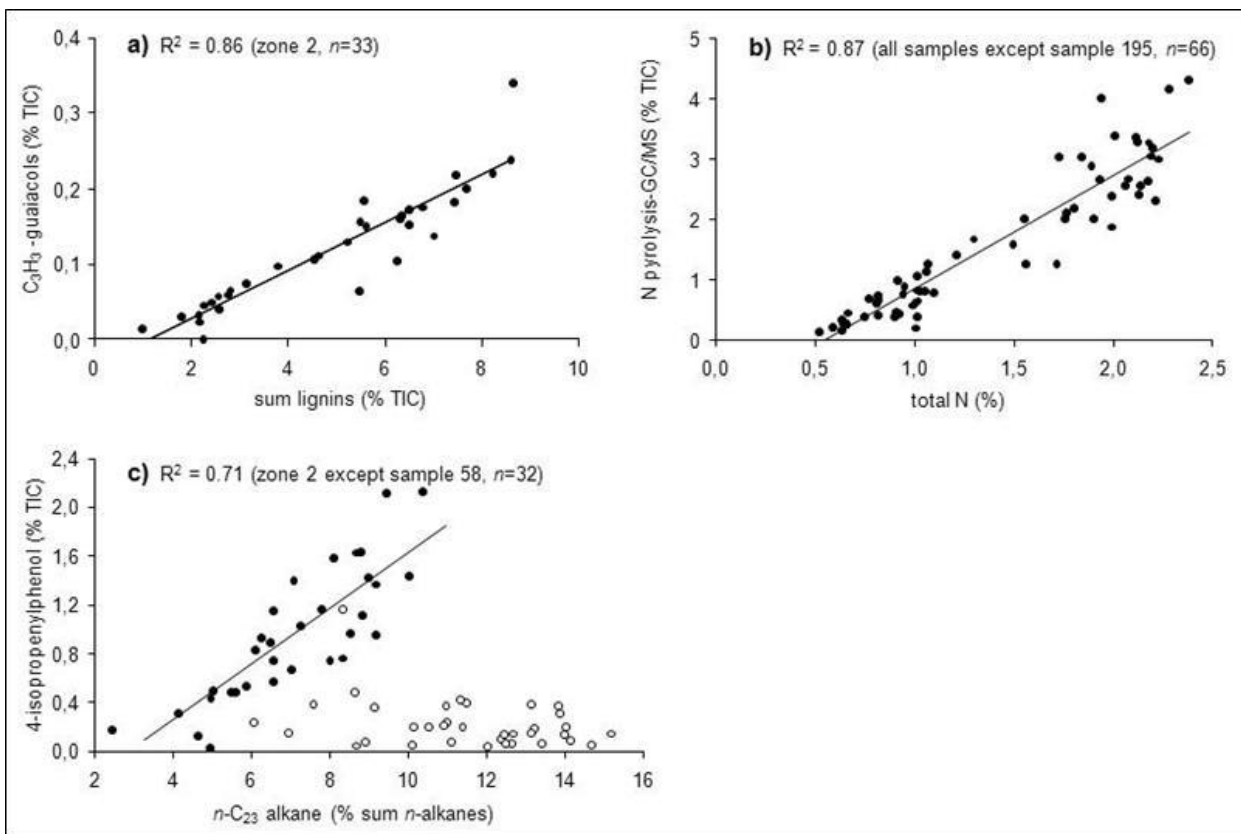 a) R² = 0.86 (zone 2, n=33)
C₃H₃ -guaiacols (% TIC)
0,4
0,3
0,2
0,1
0,0
0 2 4 6 8 10
sum lignins (% TIC)
b) R² = 0.87 (all samples except sample 195, n=66)
N pyrolysis-GC/MS (% TIC)
5
4
3
2
1
0
0,0 0,5 1,0 1,5 2,0 2,5
total N (%)
c) R² = 0.71 (zone 2 except sample 58, n=32)
4-isopropenylphenol (% TIC)
2,4
2,0
1,6
1,2
0,8
0,4
0,0
2 4 6 8 10 12 14 16
n-C₂₃ alkane (% sum n-alkanes)